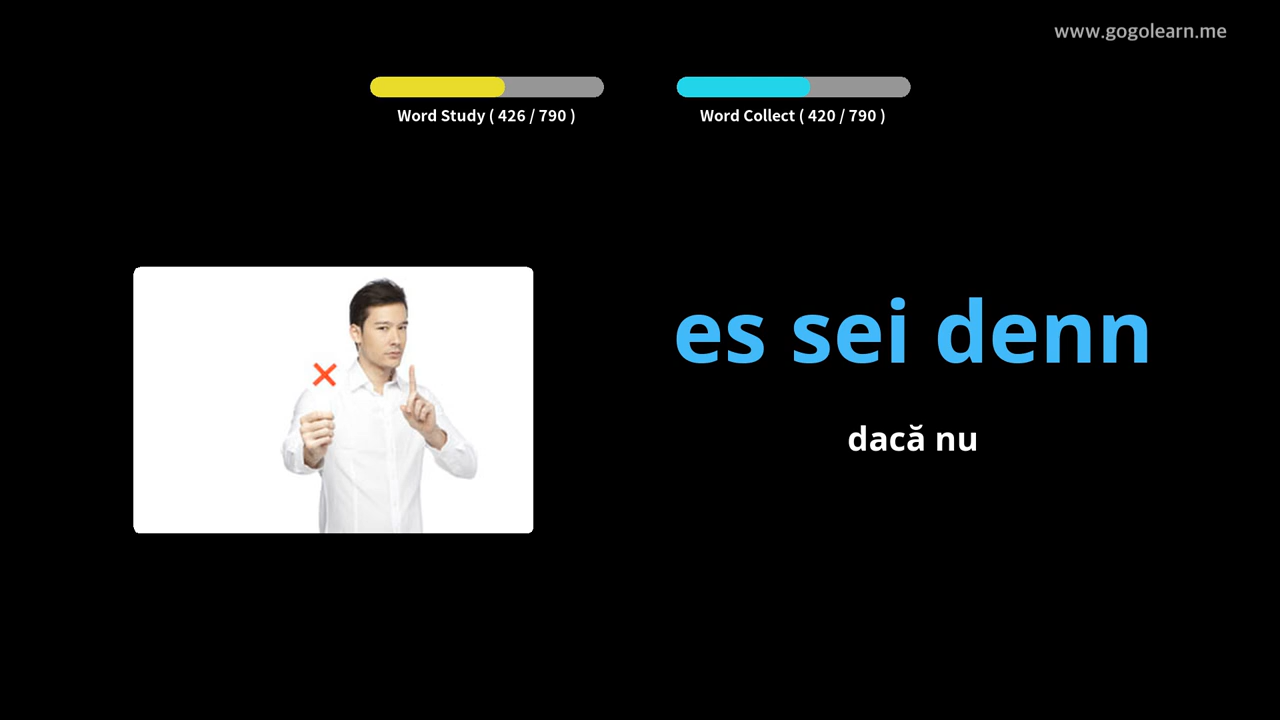 www.gogolearn.me
Word Study ( 426 / 790 )
Word Collect ( 420 / 790 )
es sei denn
dacă nu